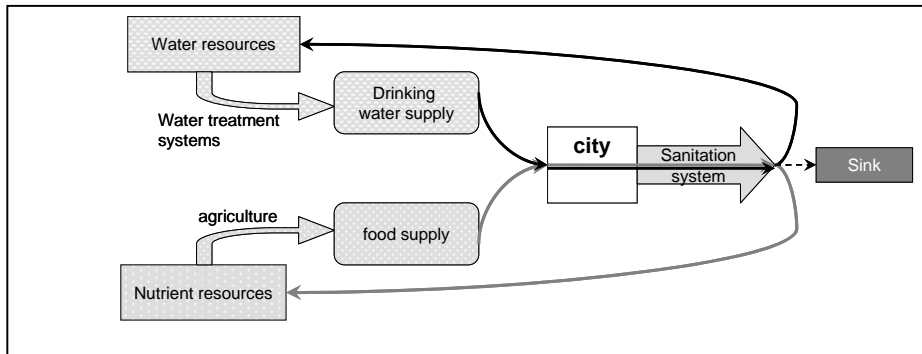 Water resources
Drinking
water supply
Water treatment
systems
city
Sanitation
system
Sink
agriculture
food supply
Nutrient resources